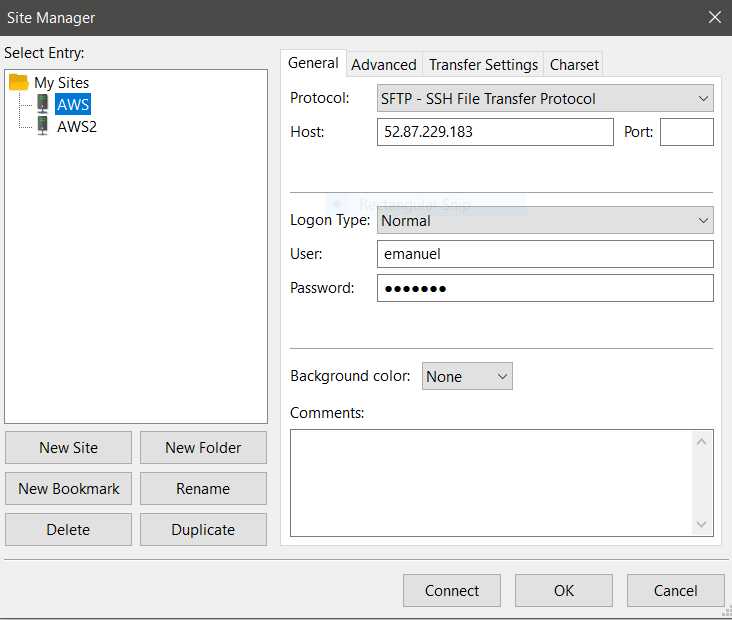 Site Manager
Select Entry:
My Sites
AWS
AWS2
New Site
New Folder
New Bookmark
Rename
Delete
Duplicate
General
Advanced
Transfer Settings
Charset
Protocol:
SFTP - SSH File Transfer Protocol
Host:
52.87.229.183
Port:
Rectangular Snip
Logon Type:
Normal
User:
emanuel
Password:
●●●●●●●
Background color:
None
Comments:
Connect
OK
Cancel